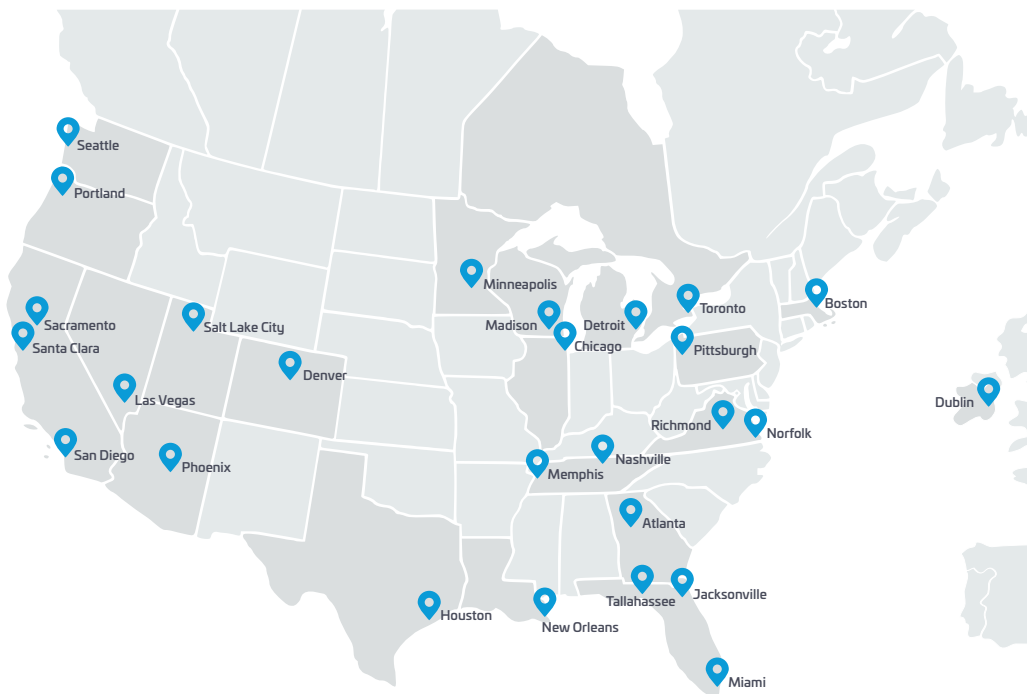 Seattle
Portland
Minneapolis
Boston
Toronto
Sacramento
Salt Lake City
Madison
Detroit
Santa Clara
Chicago
Pittsburgh
Denver
Las Vegas
Dublin
Richmond
Norfolk
San Diego
Phoenix
Nashville
Memphis
Atlanta
Jacksonville
Tallahassee
Houston
New Orleans
Miami